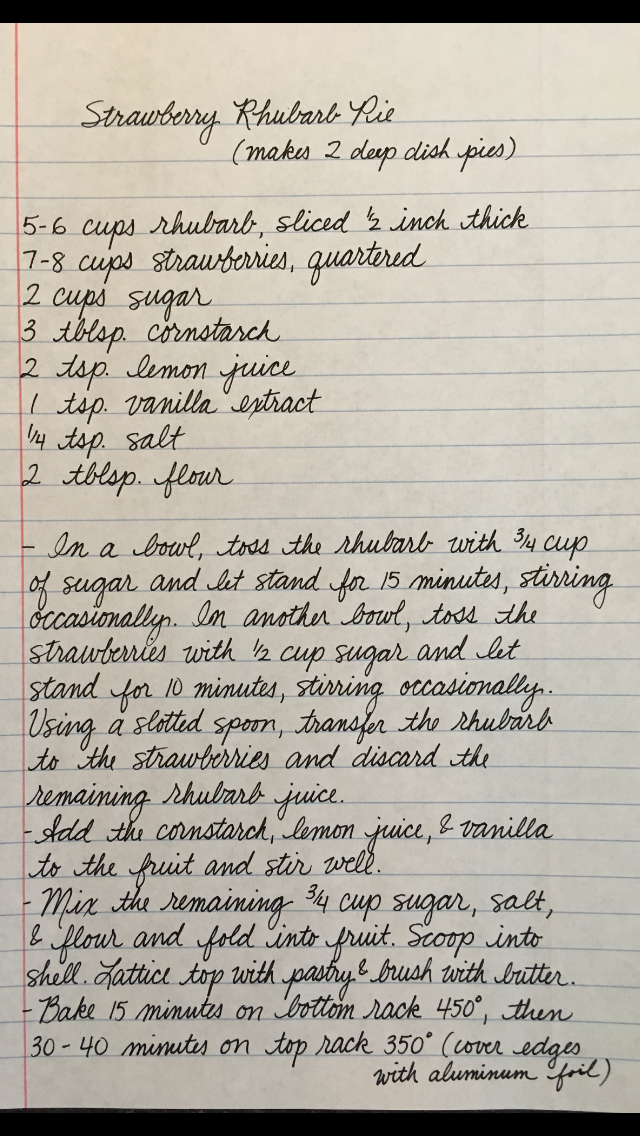 Strawberry Rhubarb Pie
(makes 2 deep dish pies)
5-6 cups rhubarb, sliced 1/2 inch thick
7-8 cups strawberries, quartered
2 cups sugar
3 tblsp. cornstarch
2 tsp. lemon juice
1 tsp. vanilla extract
1/4 tsp. salt
2 tblsp. flour
- In a bowl, toss the rhubarb with 3/4 cup
of sugar and let stand for 15 minutes, stirring
occasionally. In another bowl, toss the
strawberries with 1/2 cup sugar and let
stand for 10 minutes, stirring occasionally.
Using a slotted spoon, transfer the rhubarb
to the strawberries and discard the
remaining rhubarb juice.
- Add the cornstarch, lemon juice, & vanilla
to the fruit and stir well.
- Mix the remaining 3/4 cup sugar, salt,
& flour and fold into fruit. Scoop into
shell. Lattice top with pastry & brush with butter.
- Bake 15 minutes on bottom rack 450°, then
30-40 minutes on top rack 350° (cover edges
with aluminum foil)